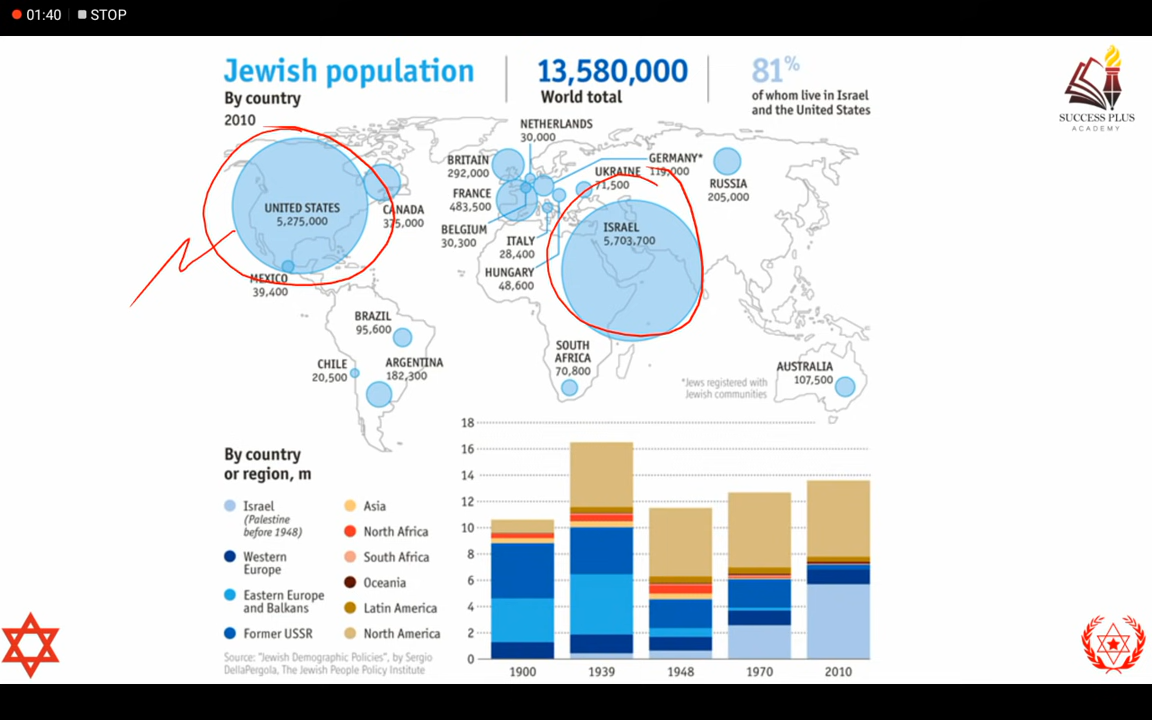 01:40 STOP
Jewish population
By country
2010
13,580,000
World total
81%
of whom live in Israel
and the United States
SUCCESS PLUS
ACADEMY
NETHERLANDS
30,000
BRITAIN
292,000
GERMANY*
119,000
UKRAINE
71,500
RUSSIA
205,000
FRANCE
483,500
UNITED STATES
5,275,000
CANADA
375,000
BELGIUM
30,300
ISRAEL
5,703,700
ITALY
28,400
HUNGARY
48,600
MEXICO
39,400
BRAZIL
95,600
SOUTH
AFRICA
70,800
CHILE
20,500
ARGENTINA
182,300
AUSTRALIA
107,500
*Jews registered with
Jewish communities
By country
or region, m
Israel
(Palestine
before 1948)
Western
Europe
Eastern Europe
and Balkans
Former USSR
Asia
North Africa
South Africa
Oceania
Latin America
North America
18
16
14
12
10
8
6
4
2
0
1900 1939 1948 1970 2010
Source: "Jewish Demographic Policies", by Sergio
DellaPergola, The Jewish People Policy Institute